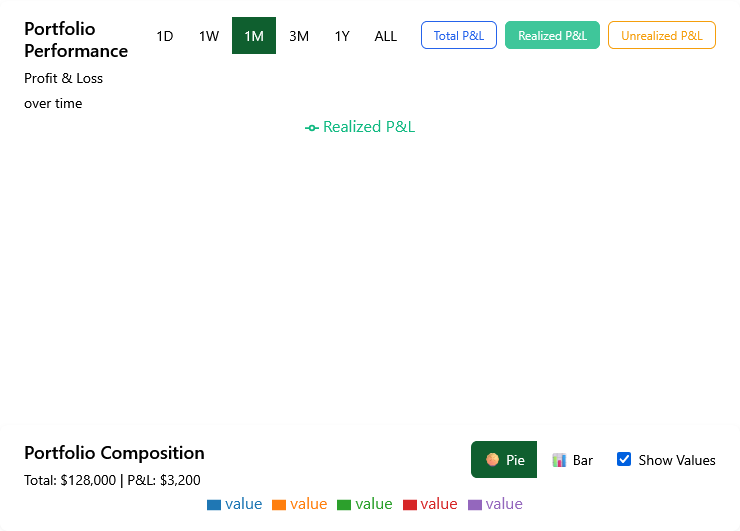 Portfolio Performance
Profit & Loss over time
1D 1W 1M 3M 1Y ALL
Total P&L Realized P&L Unrealized P&L
Realized P&L
Portfolio Composition
Total: $128,000 | P&L: $3,200
Pie Bar Show Values
value value value value value